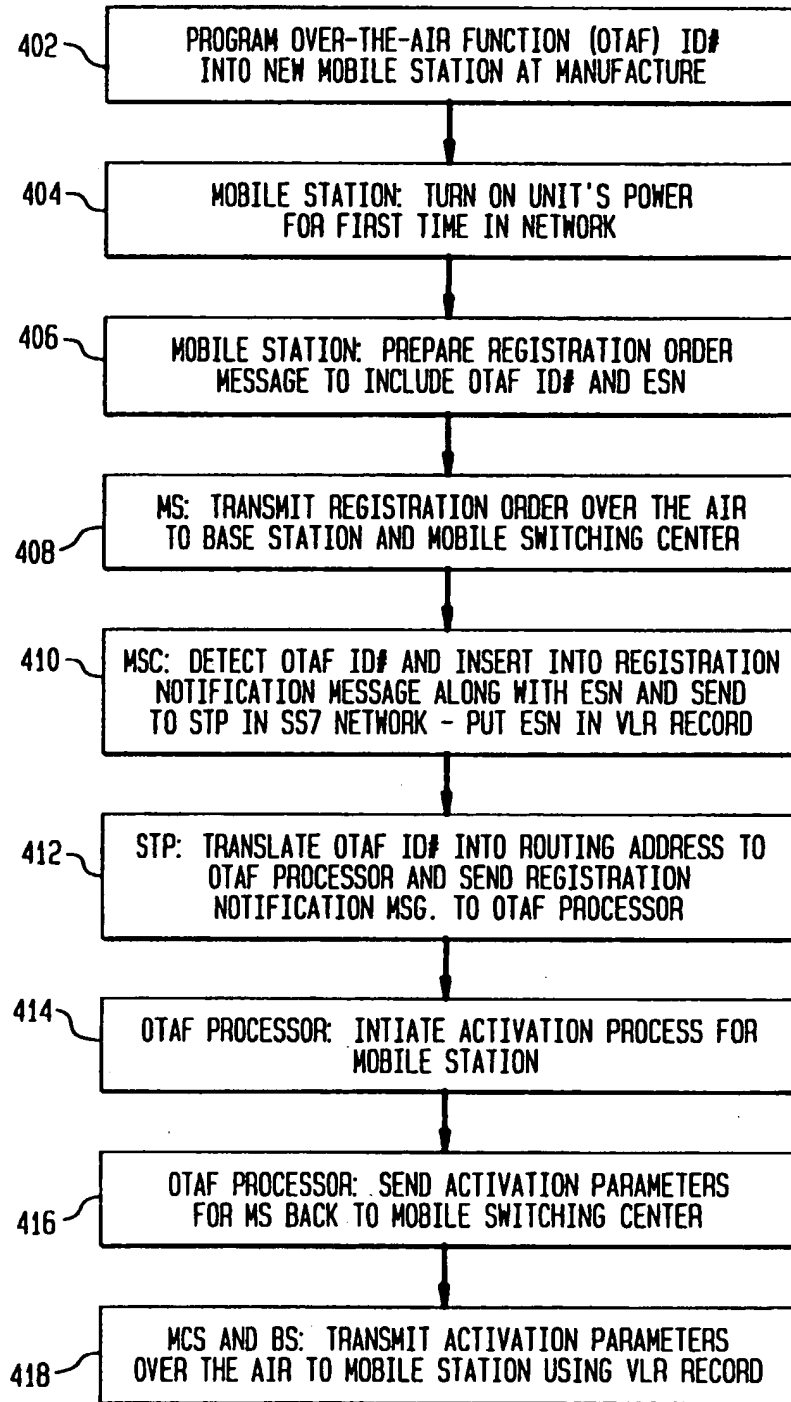 402
PROGRAM OVER-THE-AIR FUNCTION (OTAF) ID#
INTO NEW MOBILE STATION AT MANUFACTURE
404
MOBILE STATION: TURN ON UNIT'S POWER
FOR FIRST TIME IN NETWORK
406
MOBILE STATION: PREPARE REGISTRATION ORDER
MESSAGE TO INCLUDE OTAF ID# AND ESN
408
MS: TRANSMIT REGISTRATION ORDER OVER THE AIR
TO BASE STATION AND MOBILE SWITCHING CENTER
410
MSC: DETECT OTAF ID# AND INSERT INTO REGISTRATION
NOTIFICATION MESSAGE ALONG WITH ESN AND SEND
TO STP IN SS7 NETWORK - PUT ESN IN VLR RECORD
412
STP: TRANSLATE OTAF ID# INTO ROUTING ADDRESS TO
OTAF PROCESSOR AND SEND REGISTRATION
NOTIFICATION MSG. TO OTAF PROCESSOR
414
OTAF PROCESSOR: INTIATE ACTIVATION PROCESS FOR
MOBILE STATION
416
OTAF PROCESSOR: SEND ACTIVATION PARAMETERS
FOR MS BACK TO MOBILE SWITCHING CENTER
418
MCS AND BS: TRANSMIT ACTIVATION PARAMETERS
OVER THE AIR TO MOBILE STATION USING VLR RECORD